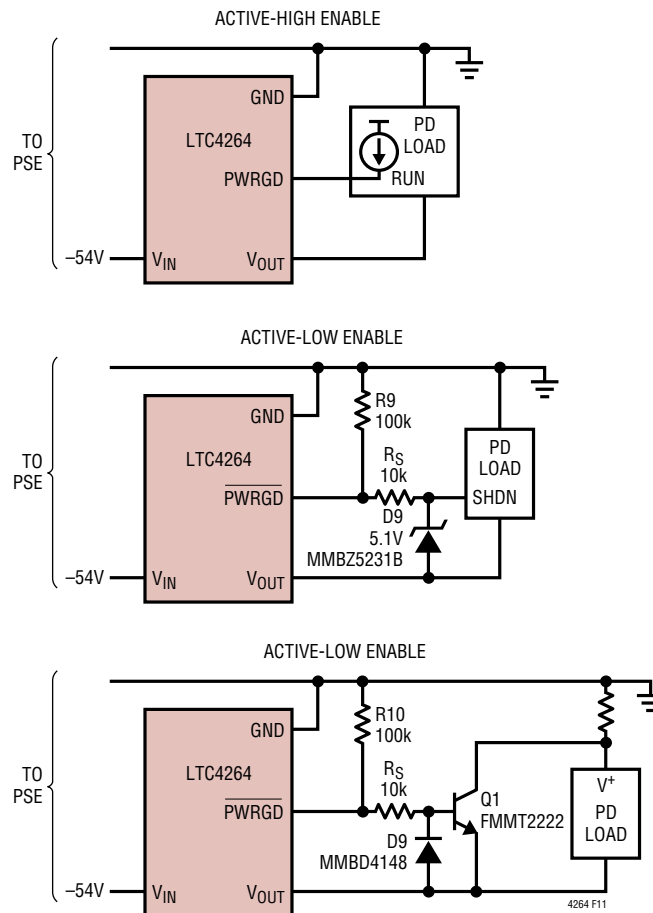 ACTIVE-HIGH ENABLE
GND
LTC4264
TO
PSE
PWRGD
PD
LOAD
RUN
–54V
VIN
VOUT
ACTIVE-LOW ENABLE
GND
R9
100k
LTC4264
TO
PSE
PWRGD
RS
10k
PD
LOAD
SHDN
D9
5.1V
MMBZ5231B
–54V
VIN
VOUT
ACTIVE-LOW ENABLE
GND
R10
100k
LTC4264
TO
PSE
PWRGD
RS
10k
Q1
FMMT2222
V+
PD
LOAD
D9
MMBD4148
–54V
VIN
VOUT
4264 F11